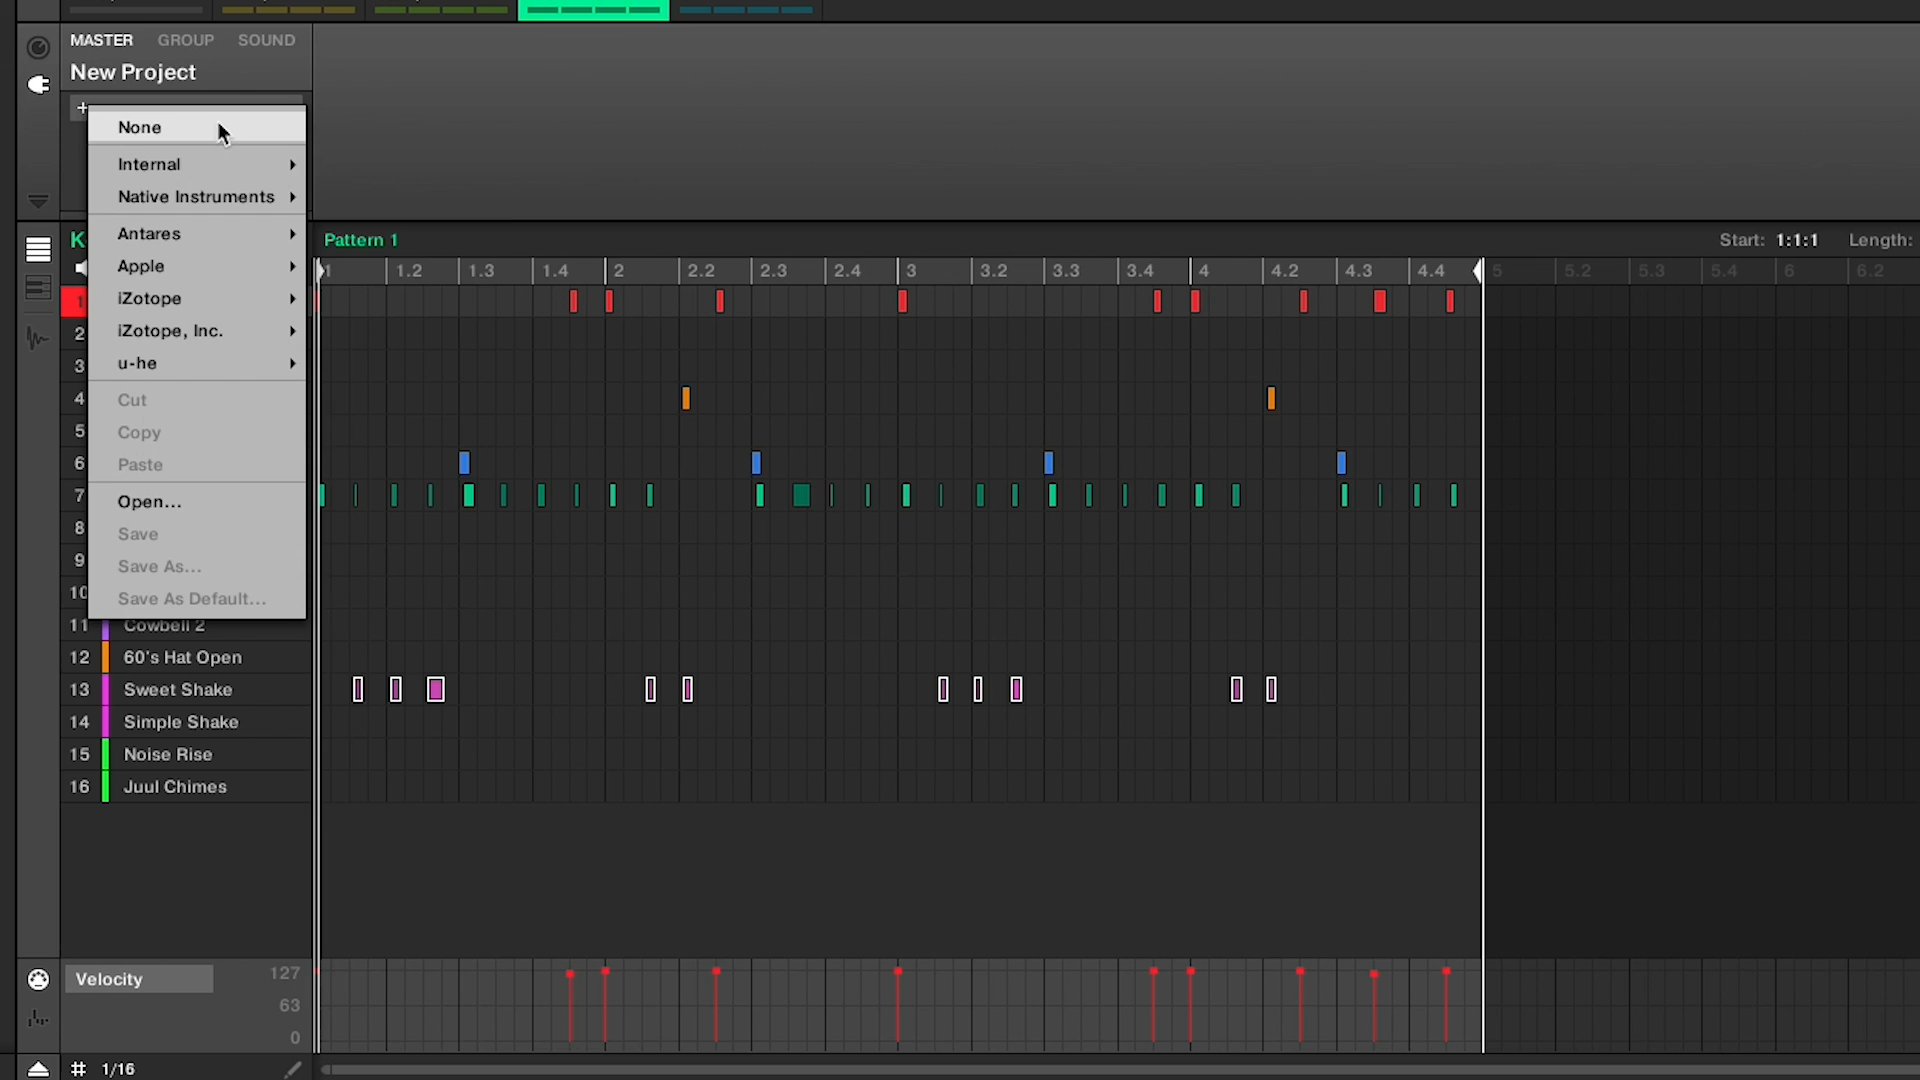 MASTER GROUP SOUND
New Project
+
None
Internal
Native Instruments
Antares
Apple
iZotope
iZotope, Inc.
u-he
Cut
Copy
Paste
Open...
Save
Save As...
Save As Default...
K
Pattern 1
Start: 1:1:1 Length:
1 1.2 1.3 1.4 2 2.2 2.3 2.4 3 3.2 3.3 3.4 4 4.2 4.3 4.4 5 5.2 5.3 5.4 6 6.2
1
2
3
4
5
6
7
8
9
10
11 Cowbell 2
12 60's Hat Open
13 Sweet Shake
14 Simple Shake
15 Noise Rise
16 Juul Chimes
Velocity 127
63
0
# 1/16